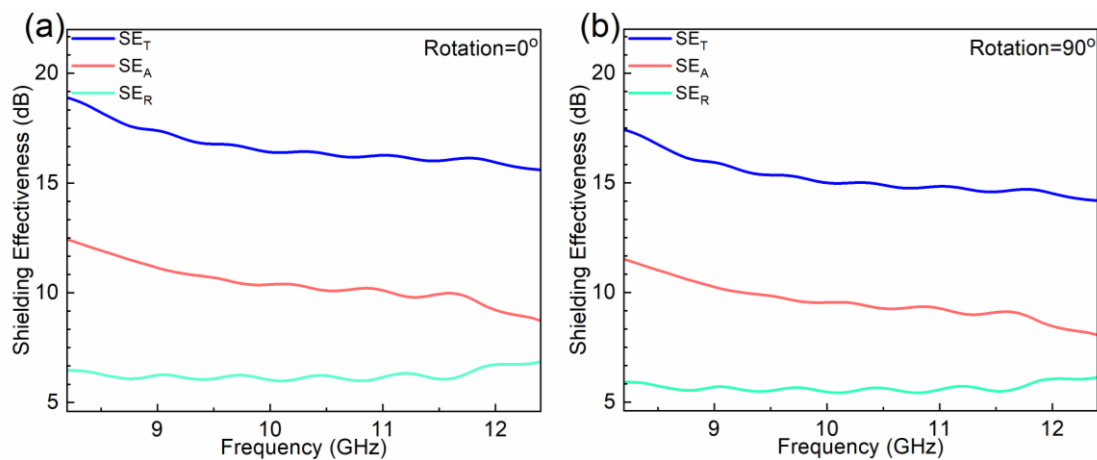 (a)
SE_T
SE_A
SE_R
Rotation=0°
Shielding Effectiveness (dB)
20
15
10
5
9
10
11
12
Frequency (GHz)
(b)
SE_T
SE_A
SE_R
Rotation=90°
Shielding Effectiveness (dB)
20
15
10
5
9
10
11
12
Frequency (GHz)